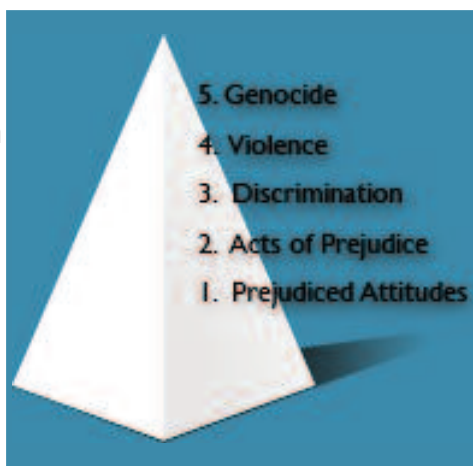 5. Genocide
4. Violence
3. Discrimination
2. Acts of Prejudice
1. Prejudiced Attitudes